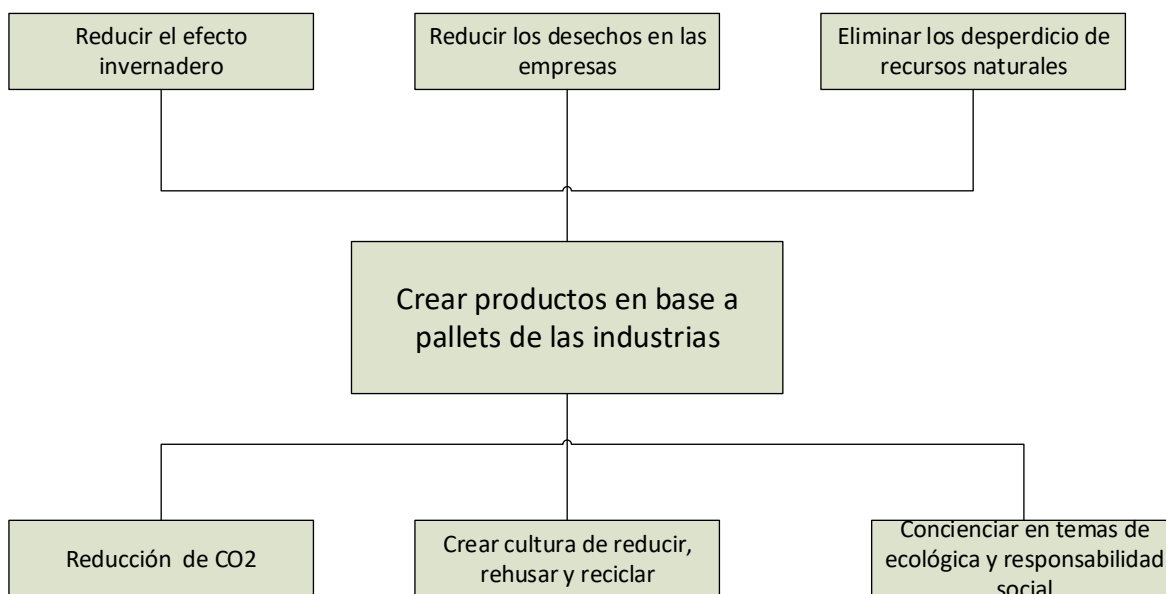 Reducir el efecto
invernadero
Reducir los desechos en las
empresas
Eliminar los desperdicio de
recursos naturales
Crear productos en base a
pallets de las industrias
Reducción de CO2
Crear cultura de reducir,
rehusar y reciclar
Concienciar en temas de
ecológica y responsabilidad
social